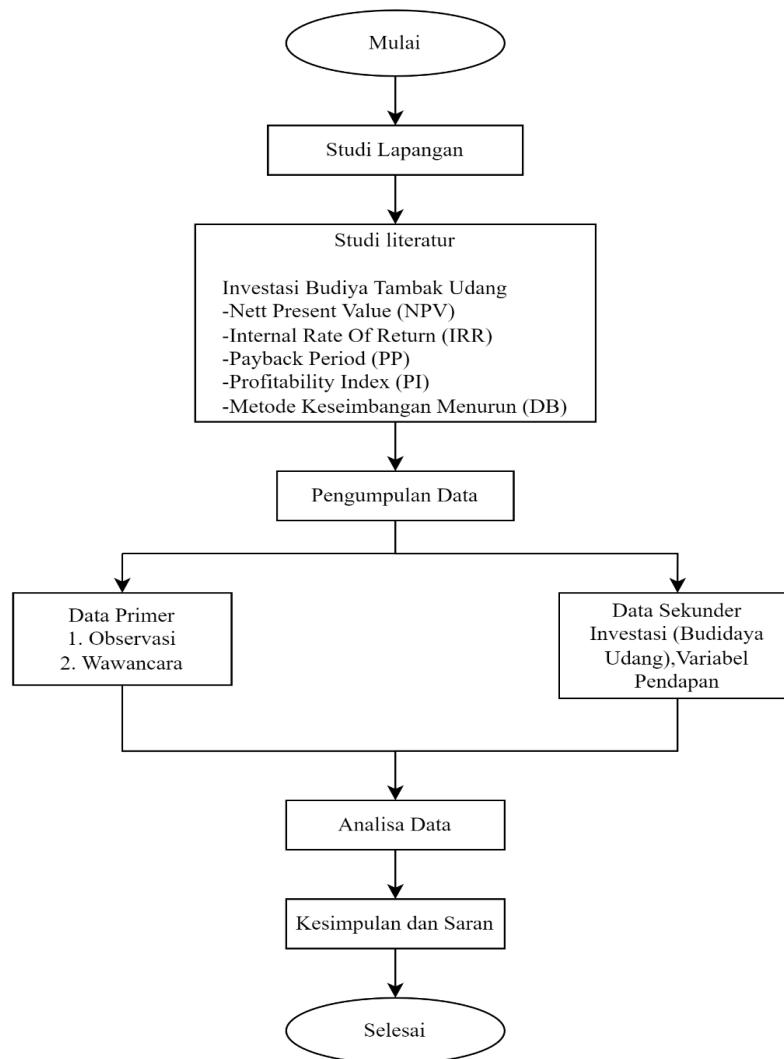 Mulai
Studi Lapangan
Studi literatur
Investasi Budiya Tambak Udang
-Nett Present Value (NPV)
-Internal Rate Of Return (IRR)
-Payback Period (PP)
-Profitability Index (PI)
-Metode Keseimbangan Menurun (DB)
Pengumpulan Data
Data Primer
1. Observasi
2. Wawancara
Data Sekunder
Investasi (Budidaya
Udang),Variabel
Pendapan
Analisa Data
Kesimpulan dan Saran
Selesai